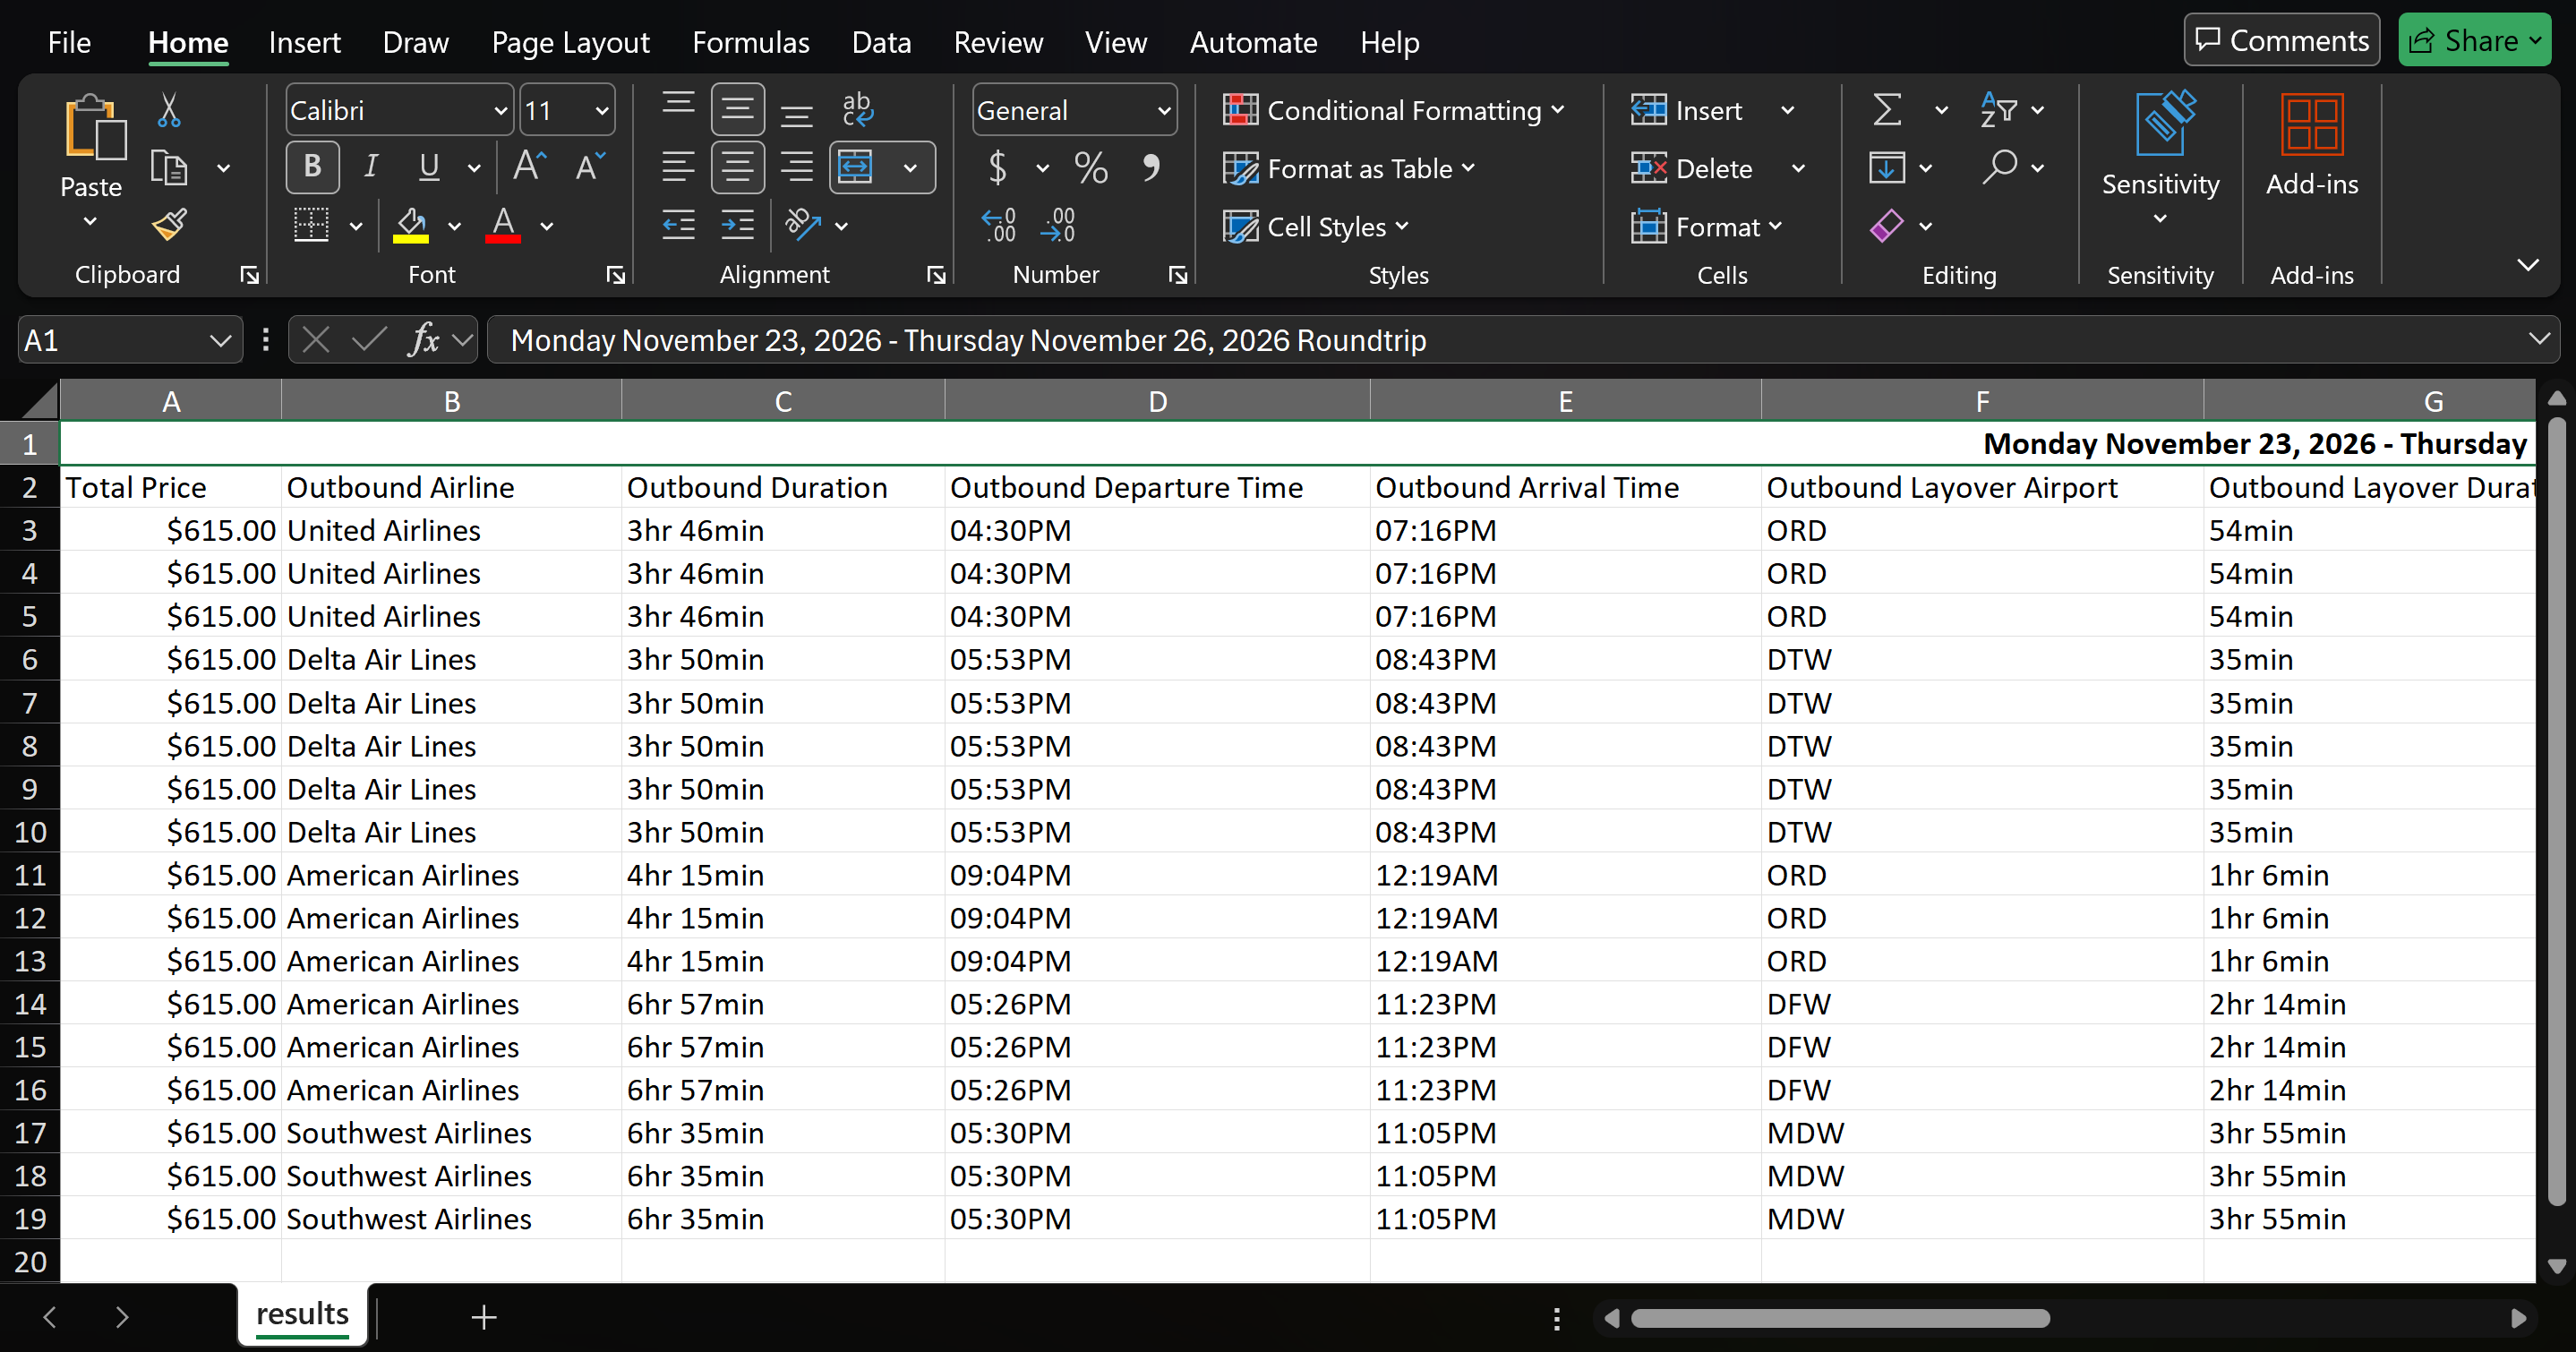 File Home Insert Draw Page Layout Formulas Data Review View Automate Help Comments Share
Paste
Clipboard
Calibri 11
B I U A A
A
Font
ab
c
ab
Alignment
General
$ % ,
←0 .00 .00 →0
Number
Conditional Formatting
Format as Table
Cell Styles
Styles
Insert
Delete
Format
Cells
Σ A Z
Editing
Sensitivity
Sensitivity
Add-ins
Add-ins
A1 fx Monday November 23, 2026 - Thursday November 26, 2026 Roundtrip
A B C D E F G
1 Monday November 23, 2026 - Thursday
2 Total Price Outbound Airline Outbound Duration Outbound Departure Time Outbound Arrival Time Outbound Layover Airport Outbound Layover Durat
3 $615.00 United Airlines 3hr 46min 04:30PM 07:16PM ORD 54min
4 $615.00 United Airlines 3hr 46min 04:30PM 07:16PM ORD 54min
5 $615.00 United Airlines 3hr 46min 04:30PM 07:16PM ORD 54min
6 $615.00 Delta Air Lines 3hr 50min 05:53PM 08:43PM DTW 35min
7 $615.00 Delta Air Lines 3hr 50min 05:53PM 08:43PM DTW 35min
8 $615.00 Delta Air Lines 3hr 50min 05:53PM 08:43PM DTW 35min
9 $615.00 Delta Air Lines 3hr 50min 05:53PM 08:43PM DTW 35min
10 $615.00 Delta Air Lines 3hr 50min 05:53PM 08:43PM DTW 35min
11 $615.00 American Airlines 4hr 15min 09:04PM 12:19AM ORD 1hr 6min
12 $615.00 American Airlines 4hr 15min 09:04PM 12:19AM ORD 1hr 6min
13 $615.00 American Airlines 4hr 15min 09:04PM 12:19AM ORD 1hr 6min
14 $615.00 American Airlines 6hr 57min 05:26PM 11:23PM DFW 2hr 14min
15 $615.00 American Airlines 6hr 57min 05:26PM 11:23PM DFW 2hr 14min
16 $615.00 American Airlines 6hr 57min 05:26PM 11:23PM DFW 2hr 14min
17 $615.00 Southwest Airlines 6hr 35min 05:30PM 11:05PM MDW 3hr 55min
18 $615.00 Southwest Airlines 6hr 35min 05:30PM 11:05PM MDW 3hr 55min
19 $615.00 Southwest Airlines 6hr 35min 05:30PM 11:05PM MDW 3hr 55min
20
results